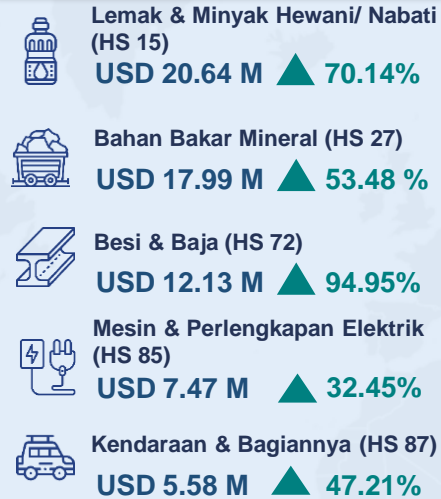 Lemak & Minyak Hewani/ Nabati
(HS 15)
USD 20.64 M 70.14%
Bahan Bakar Mineral (HS 27)
USD 17.99 M 53.48 %
Besi & Baja (HS 72)
USD 12.13 M 94.95%
Mesin & Perlengkapan Elektrik
(HS 85)
USD 7.47 M 32.45%
Kendaraan & Bagiannya (HS 87)
USD 5.58 M 47.21%